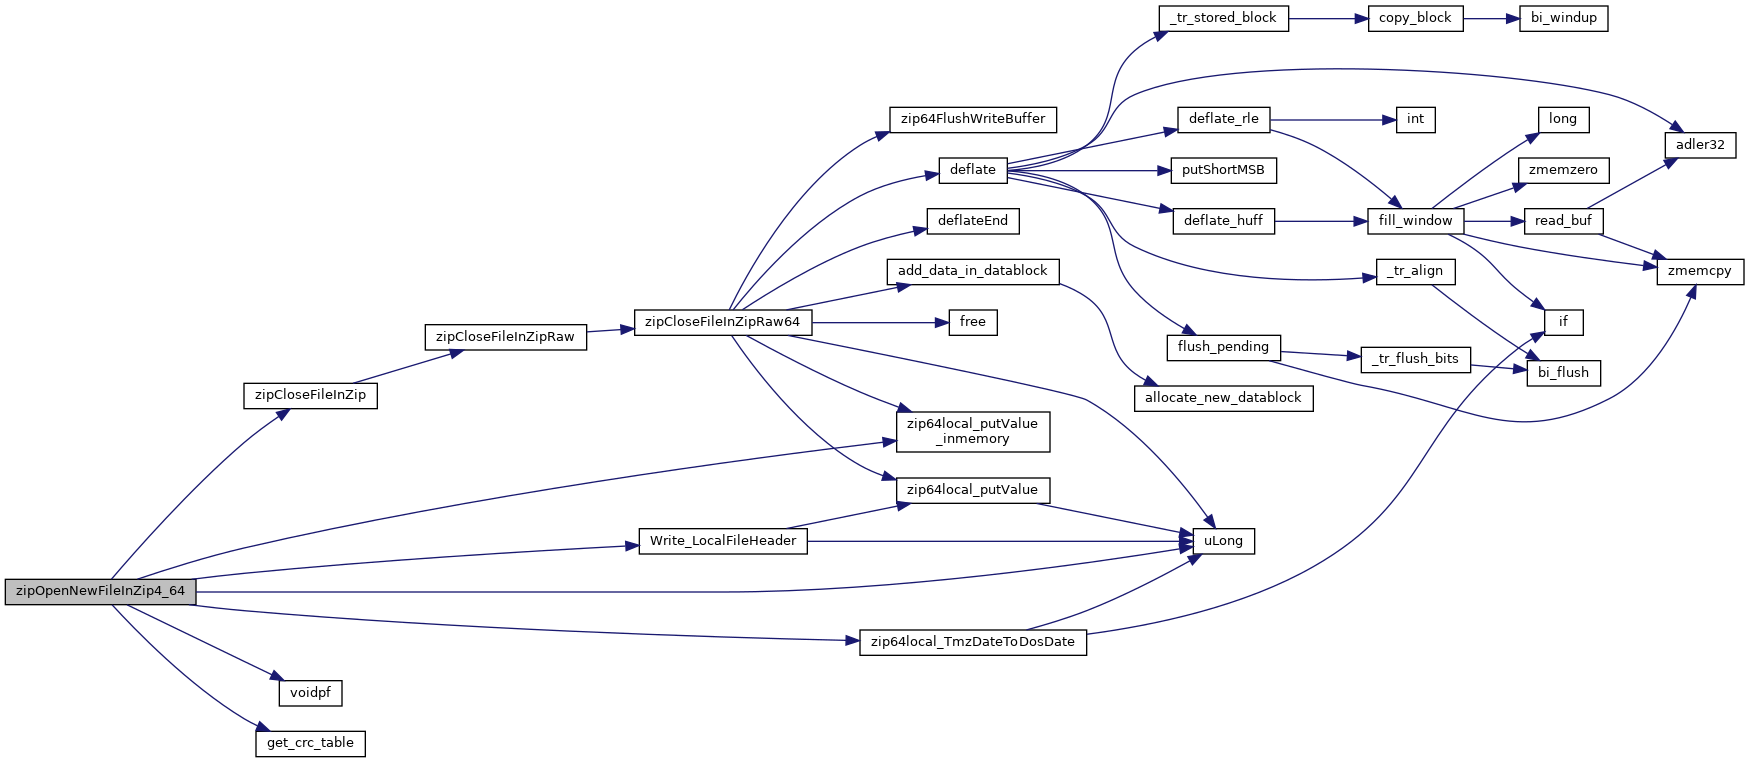 _tr_stored_block
copy_block
bi_windup
zip64FlushWriteBuffer
deflate_rle
int
long
adler32
deflate
putShortMSB
zmemzero
deflateEnd
deflate_huff
fill_window
read_buf
add_data_in_datablock
_tr_align
zmemcpy
zipCloseFileInZipRaw64
free
if
zipCloseFileInZipRaw
flush_pending
_tr_flush_bits
bi_flush
zipCloseFileInZip
allocate_new_datablock
zip64local_putValue
_inmemory
zip64local_putValue
Write_LocalFileHeader
uLong
zipOpenNewFileInZip4_64
zip64local_TmzDateToDosDate
voidpf
get_crc_table